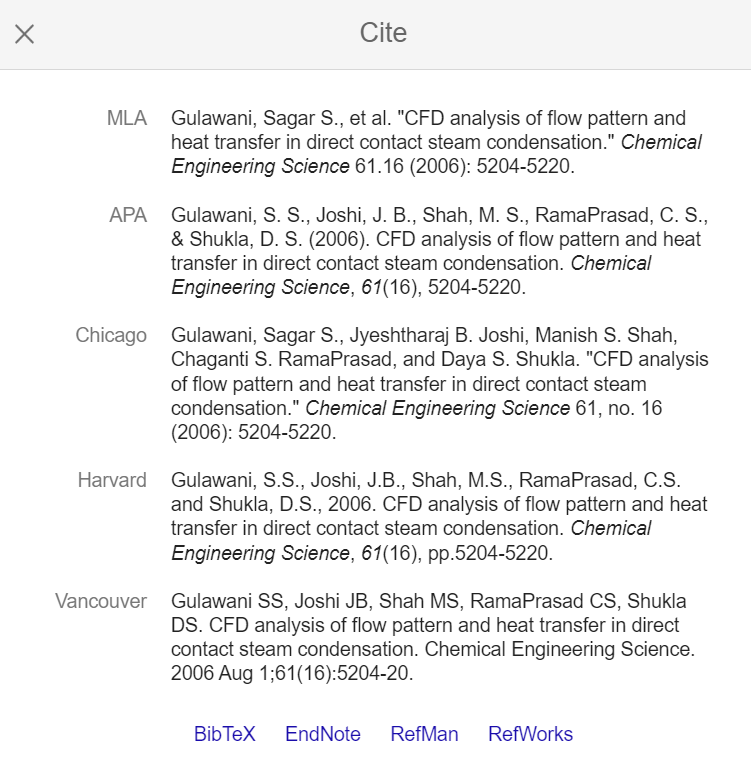 Cite
MLA
Gulawani, Sagar S., et al. "CFD analysis of flow pattern and
heat transfer in direct contact steam condensation." Chemical
Engineering Science 61.16 (2006): 5204-5220.
APA
Gulawani, S. S., Joshi, J. B., Shah, M. S., RamaPrasad, C. S.,
& Shukla, D. S. (2006). CFD analysis of flow pattern and heat
transfer in direct contact steam condensation. Chemical
Engineering Science, 61(16), 5204-5220.
Chicago
Gulawani, Sagar S., Jyeshtharaj B. Joshi, Manish S. Shah,
Chaganti S. RamaPrasad, and Daya S. Shukla. "CFD analysis
of flow pattern and heat transfer in direct contact steam
condensation." Chemical Engineering Science 61, no. 16
(2006): 5204-5220.
Harvard
Gulawani, S.S., Joshi, J.B., Shah, M.S., RamaPrasad, C.S.
and Shukla, D.S., 2006. CFD analysis of flow pattern and heat
transfer in direct contact steam condensation. Chemical
Engineering Science, 61(16), pp.5204-5220.
Vancouver
Gulawani SS, Joshi JB, Shah MS, RamaPrasad CS, Shukla
DS. CFD analysis of flow pattern and heat transfer in direct
contact steam condensation. Chemical Engineering Science.
2006 Aug 1;61(16):5204-20.
BibTeX EndNote RefMan RefWorks